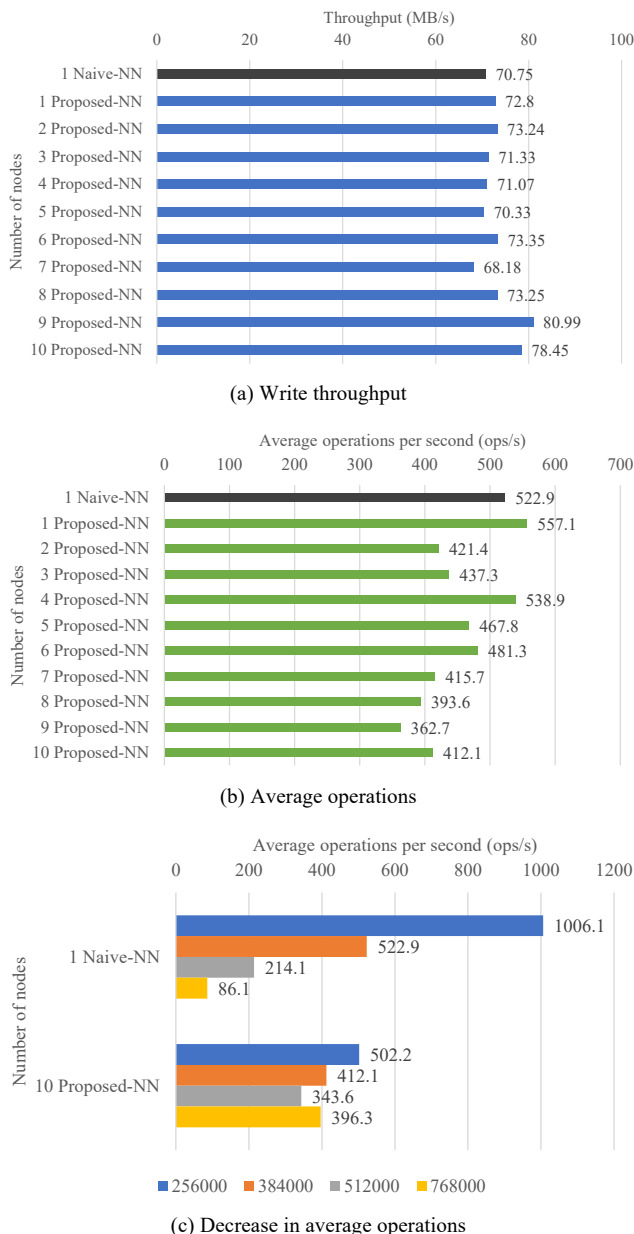 Throughput (MB/s)
0 20 40 60 80 100
Number of nodes
1 Naive-NN 70.75
1 Proposed-NN 72.8
2 Proposed-NN 73.24
3 Proposed-NN 71.33
4 Proposed-NN 71.07
5 Proposed-NN 70.33
6 Proposed-NN 73.35
7 Proposed-NN 68.18
8 Proposed-NN 73.25
9 Proposed-NN 80.99
10 Proposed-NN 78.45
(a) Write throughput
Average operations per second (ops/s)
0 100 200 300 400 500 600 700
Number of nodes
1 Naive-NN 522.9
1 Proposed-NN 557.1
2 Proposed-NN 421.4
3 Proposed-NN 437.3
4 Proposed-NN 538.9
5 Proposed-NN 467.8
6 Proposed-NN 481.3
7 Proposed-NN 415.7
8 Proposed-NN 393.6
9 Proposed-NN 362.7
10 Proposed-NN 412.1
(b) Average operations
Average operations per second (ops/s)
0 200 400 600 800 1000 1200
Number of nodes
1006.1
1 Naive-NN 522.9
214.1
86.1
502.2
10 Proposed-NN 412.1
343.6
396.3
256000 384000 512000 768000
(c) Decrease in average operations